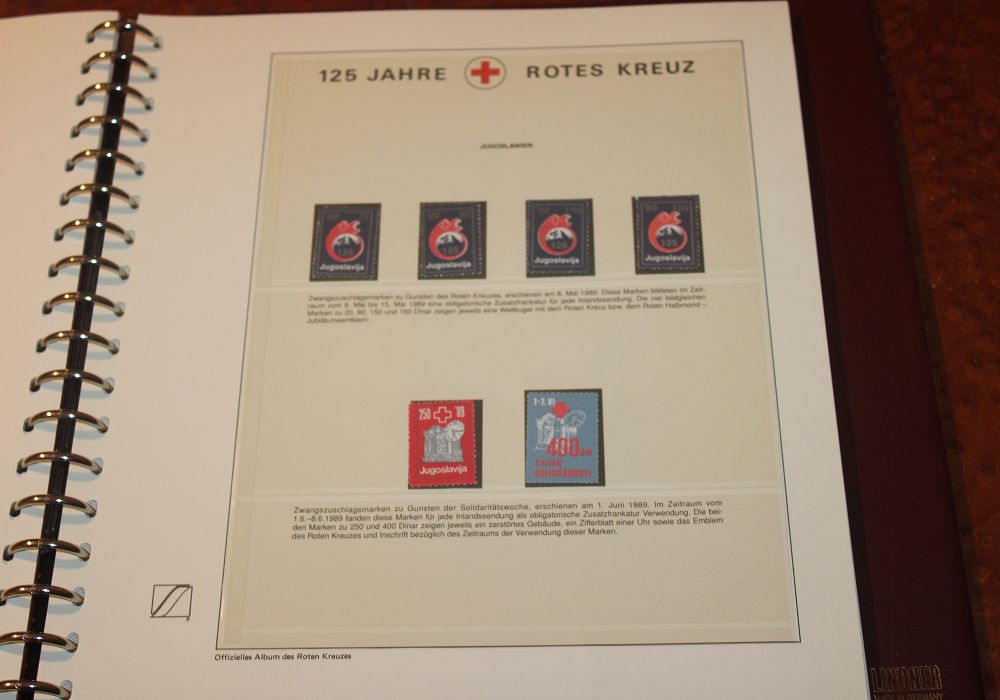 125 JAHRE ROTES KREUZ
JUGOSLAWIEN
125 125 125 125
Jugoslavija Jugoslavija Jugoslavija Jugoslavija
Zwangszuschlagsmarken zu Gunsten des Roten Kreuzes, erschienen am 8. Mai 1989. Diese Marken bildeten im Zeit-
raum vom 8. Mai bis 15. Mai 1989 eine obligatorische Zusatzfrankatur für jede Inlandssendung. Die vier bildgleichen
Marken zu 20, 80, 150 und 160 Dinar zeigen jeweils eine Weltkugel mit dem Roten Kreuz bzw. dem Roten Halbmond –
Jubiläumsemblem.
250 '89
Jugoslavija
1-7. VI
400 DIN
TJEDAN
SOLIDARNOSTI
Zwangszuschlagsmarken zu Gunsten der Solidaritätswoche, erschienen am 1. Juni 1989. Im Zeitraum vom
1.6.–8.6.1989 fanden diese Marken für jede Inlandssendung als obligatorische Zusatzfrankatur Verwendung. Die bei-
den Marken zu 250 und 400 Dinar zeigen jeweils ein zerstörtes Gebäude, ein Zifferblatt einer Uhr sowie das Emblem
des Roten Kreuzes und Inschrift bezüglich des Zeitraums der Verwendung dieser Marken.
Offizielles Album des Roten Kreuzes
LINDNER